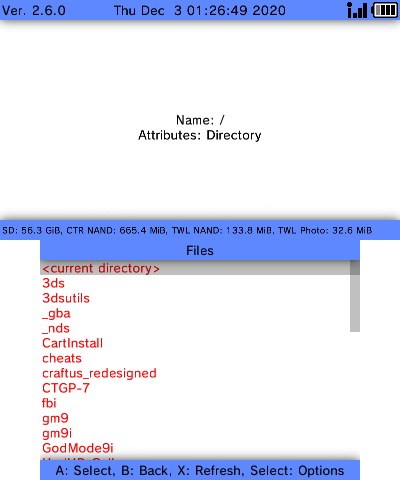 Ver. 2.6.0 Thu Dec 3 01:26:49 2020
Name: /
Attributes: Directory
SD: 56.3 GiB, CTR NAND: 665.4 MiB, TWL NAND: 133.8 MiB, TWL Photo: 32.6 MiB
Files
<current directory>
3ds
3dsutils
_gba
_nds
CartInstall
cheats
craftus_redesigned
CTGP-7
fbi
gm9
gm9i
GodMode9i
A: Select, B: Back, X: Refresh, Select: Options